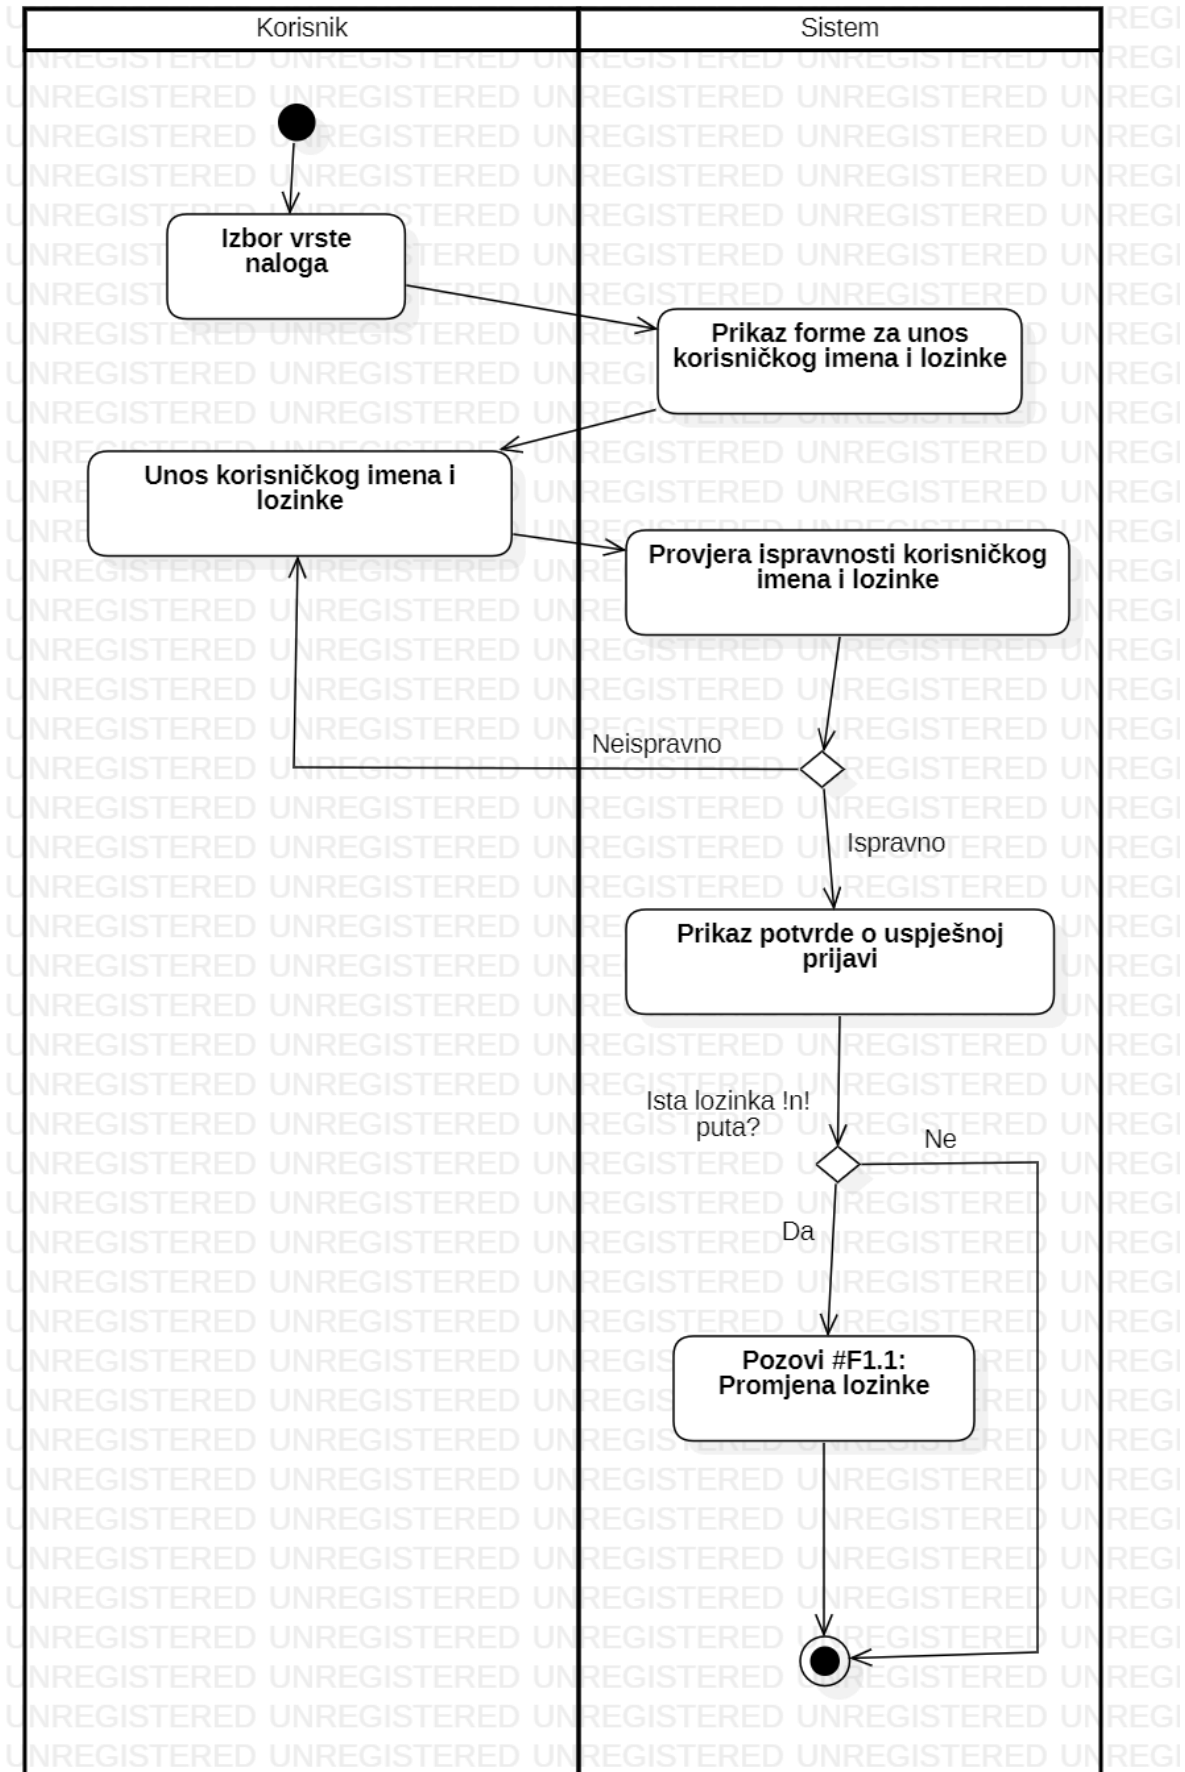 Korisnik
Sistem
Izbor vrste
naloga
Prikaz forme za unos
korisničkog imena i lozinke
Unos korisničkog imena i
lozinke
Provjera ispravnosti korisničkog
imena i lozinke
Neispravno
Ispravno
Prikaz potvrde o uspješnoj
prijavi
Ista lozinka !n!
puta?
Ne
Da
Pozovi #F1.1:
Promjena lozinke
UNREGISTERED